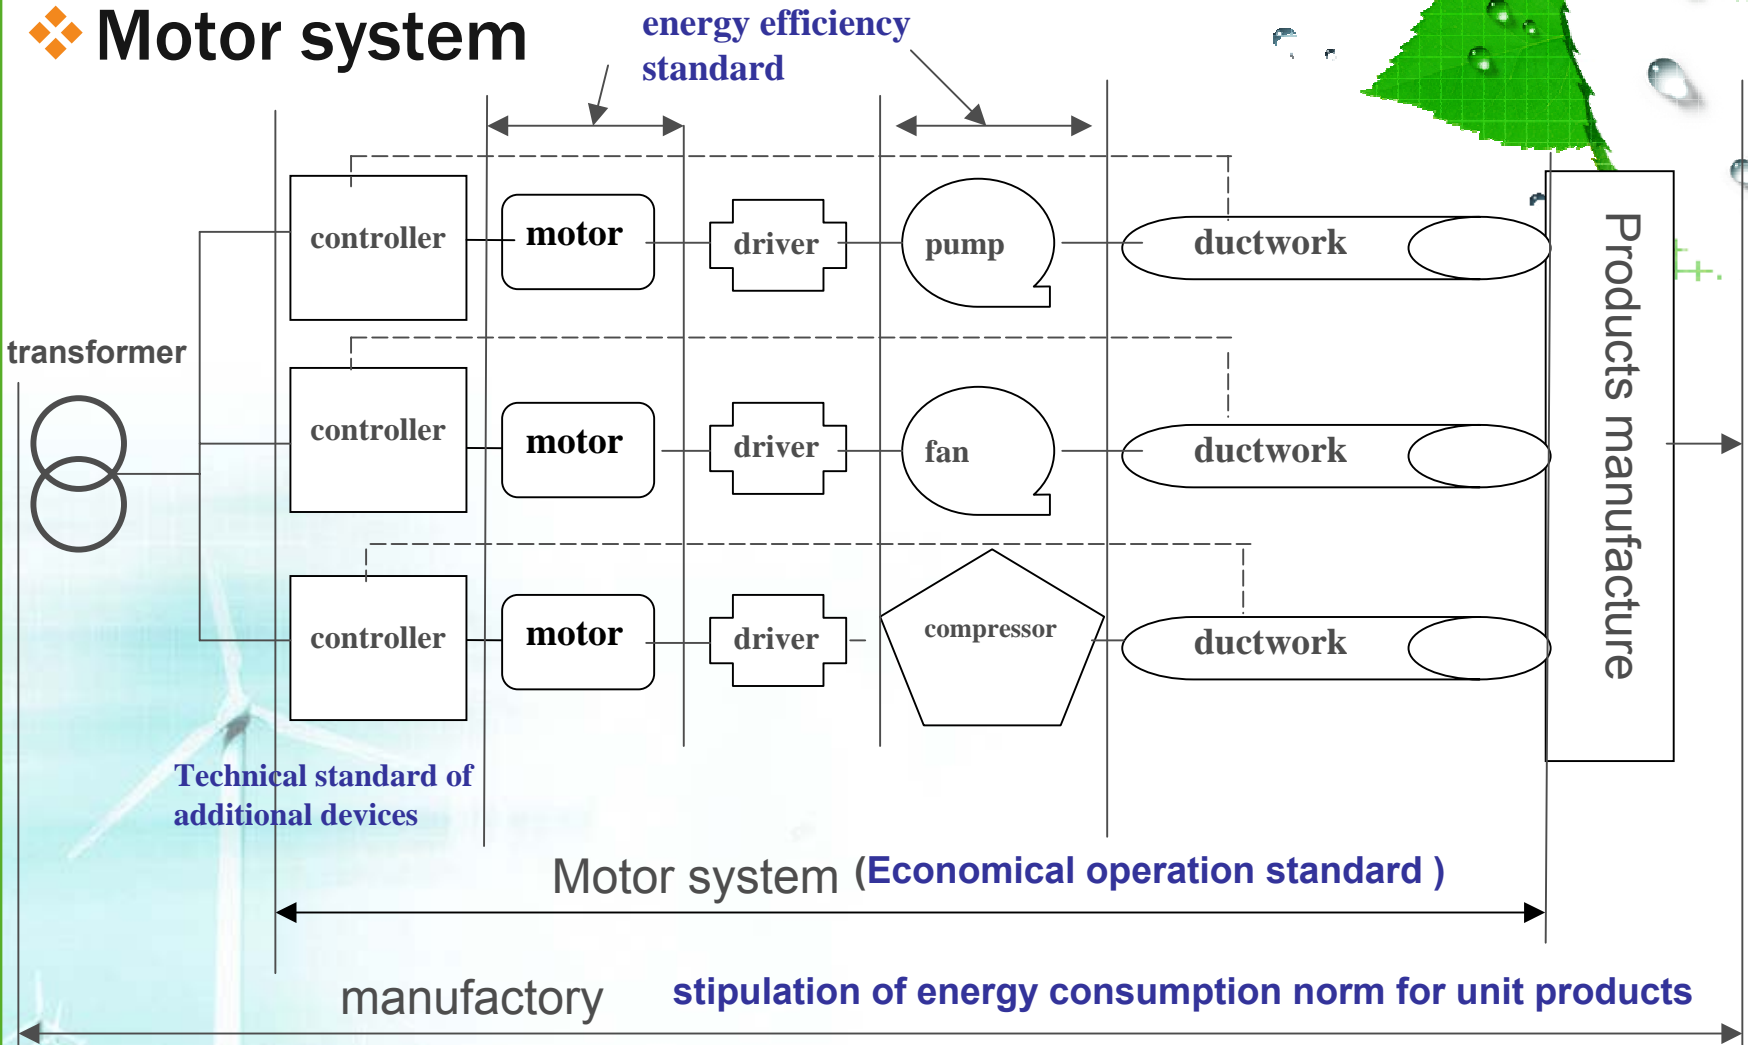 Motor system
energy efficiency
standard
controller
motor
driver
pump
ductwork
transformer
controller
motor
driver
fan
ductwork
controller
motor
driver
compressor
ductwork
Products manufacture
Technical standard of
additional devices
Motor system (Economical operation standard )
manufactory stipulation of energy consumption norm for unit products